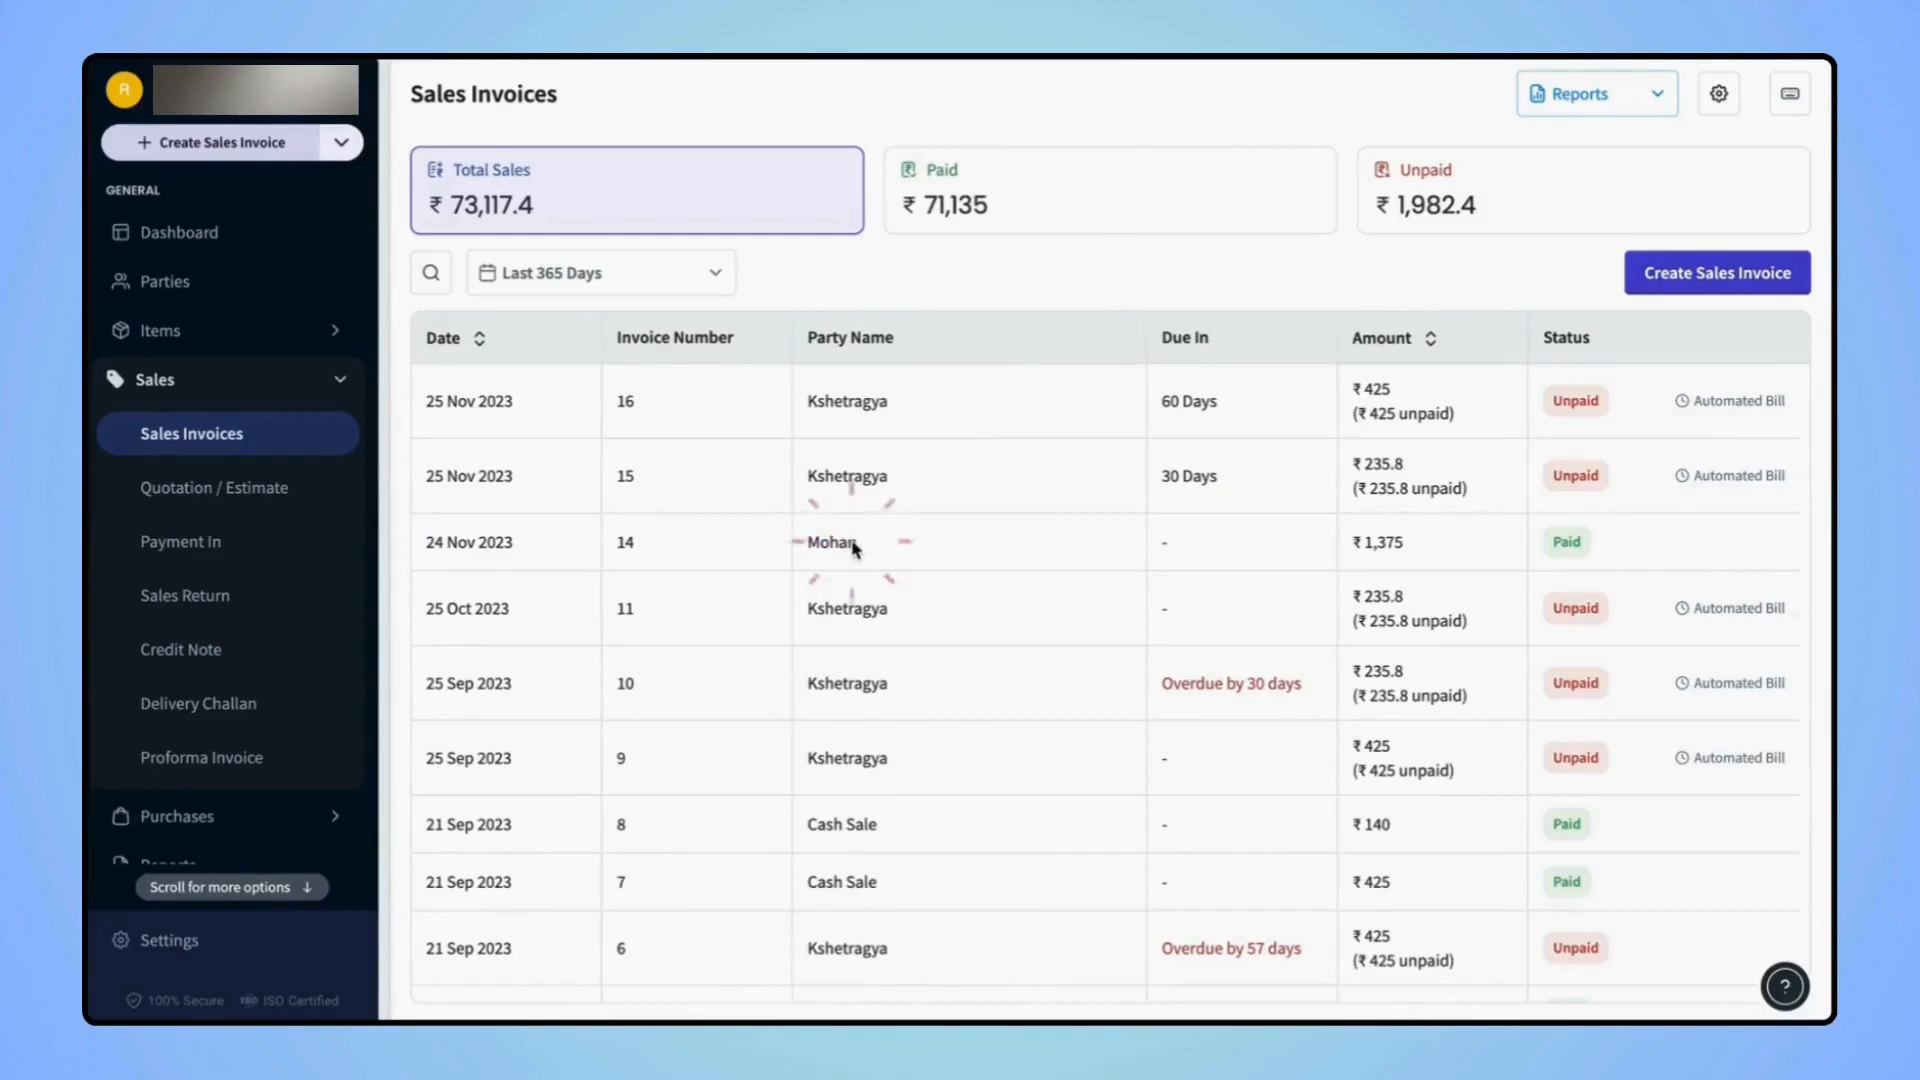 R
+ Create Sales Invoice
GENERAL
Dashboard
Parties
Items
Sales
Sales Invoices
Quotation / Estimate
Payment In
Sales Return
Credit Note
Delivery Challan
Proforma Invoice
Purchases
Reports
Scroll for more options ↓
Settings
100% Secure ISO Certified
Sales Invoices
Reports
Total Sales
₹ 73,117.4
Paid
₹ 71,135
Unpaid
₹ 1,982.4
Last 365 Days
Create Sales Invoice
Date Invoice Number Party Name Due In Amount Status
25 Nov 2023 16 Kshetragya 60 Days ₹ 425 Unpaid Automated Bill
(₹ 425 unpaid)
25 Nov 2023 15 Kshetragya 30 Days ₹ 235.8 Unpaid Automated Bill
(₹ 235.8 unpaid)
24 Nov 2023 14 Mohan - ₹ 1,375 Paid
25 Oct 2023 11 Kshetragya - ₹ 235.8 Unpaid Automated Bill
(₹ 235.8 unpaid)
25 Sep 2023 10 Kshetragya Overdue by 30 days ₹ 235.8 Unpaid Automated Bill
(₹ 235.8 unpaid)
25 Sep 2023 9 Kshetragya - ₹ 425 Unpaid Automated Bill
(₹ 425 unpaid)
21 Sep 2023 8 Cash Sale - ₹ 140 Paid
21 Sep 2023 7 Cash Sale - ₹ 425 Paid
21 Sep 2023 6 Kshetragya Overdue by 57 days ₹ 425 Unpaid
(₹ 425 unpaid)
?